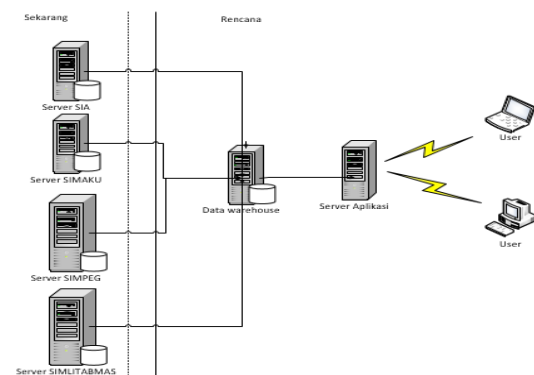 Sekarang
Rencana
Server SIA
Server SIMAKU
Server SIMPEG
Server SIMLITABMAS
Data warehouse
Server Aplikasi
User
User